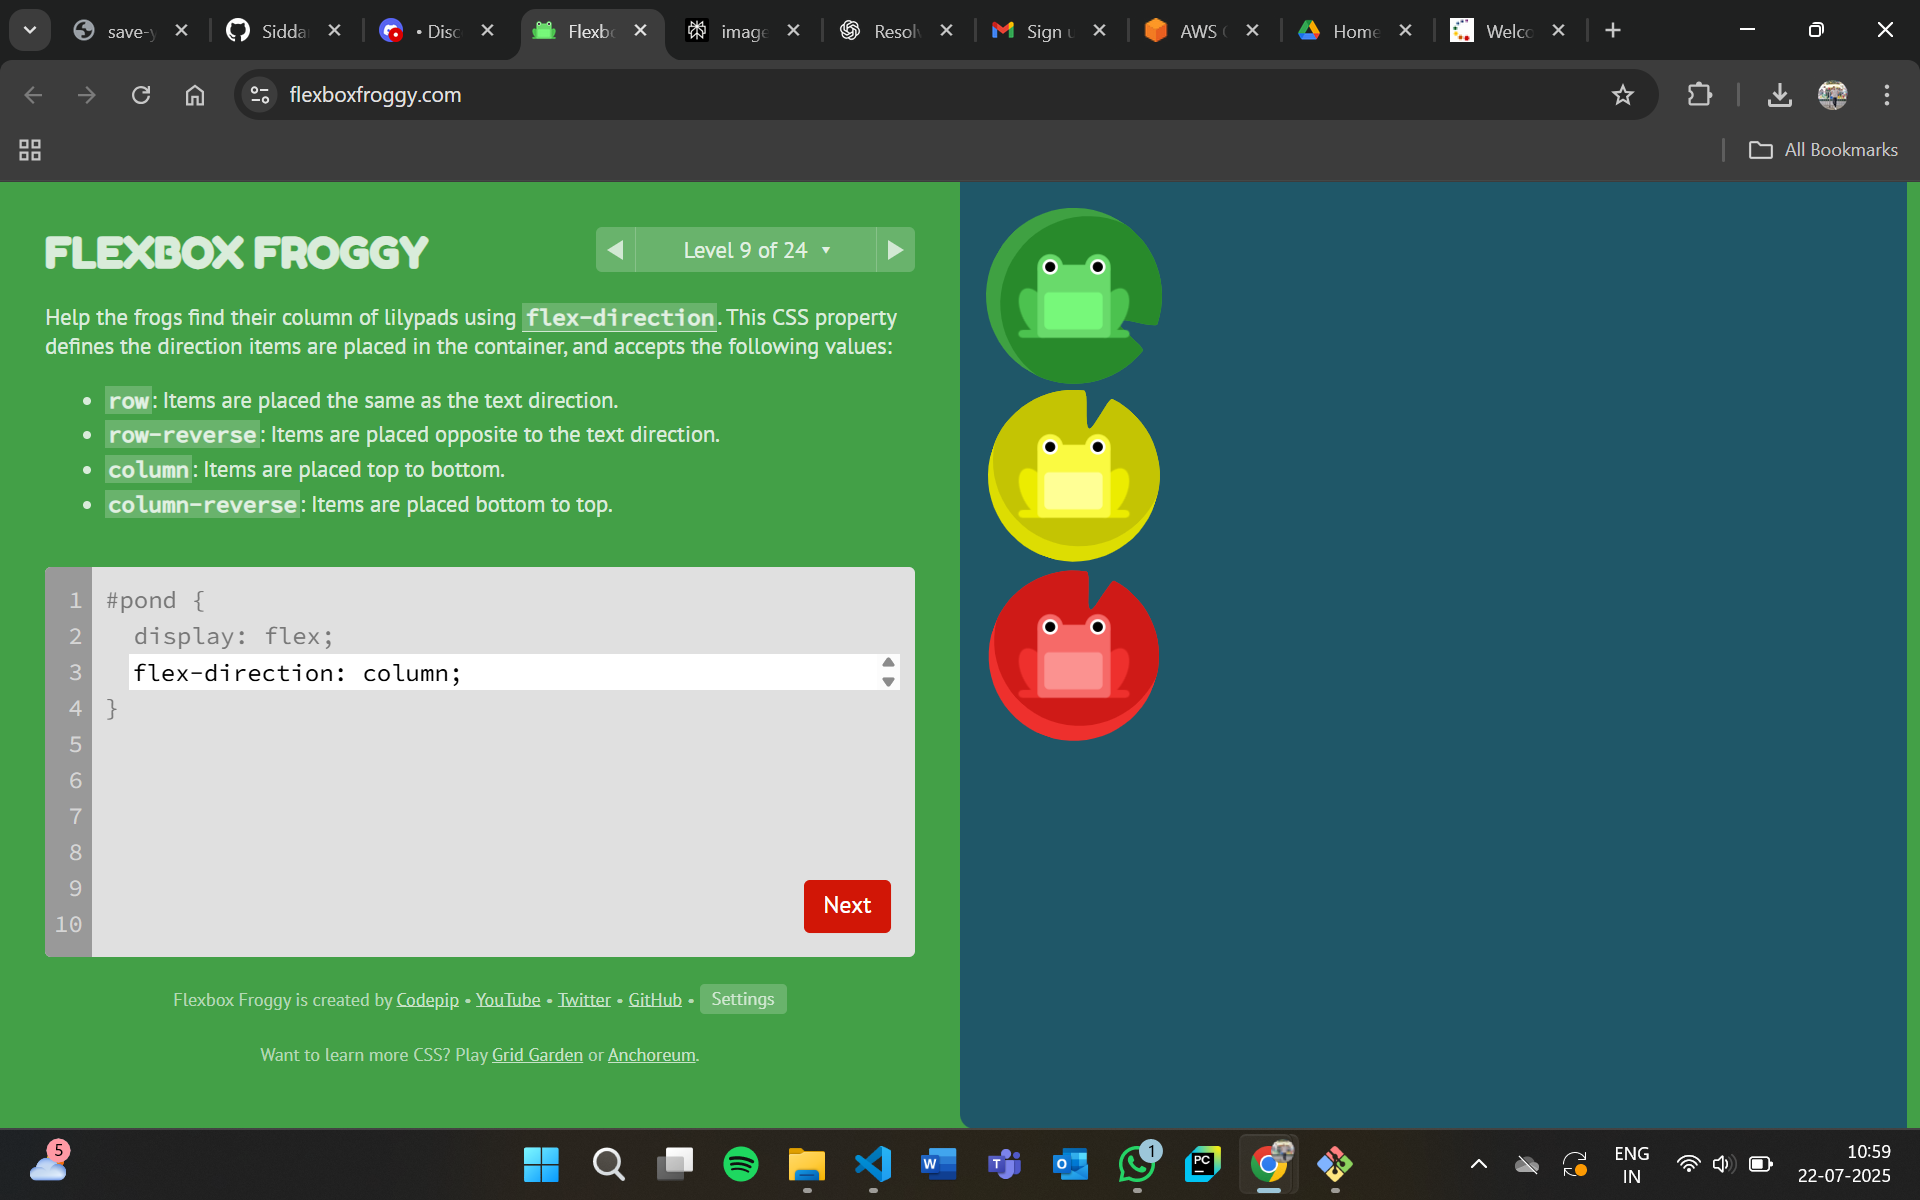 save-y
Sidda
• Disc
Flexbo
image
Resolv
Sign u
AWS
Home
Welco
flexboxfroggy.com
All Bookmarks
FLEXBOX FROGGY
Level 9 of 24 ▾
Help the frogs find their column of lilypads using flex-direction. This CSS property
defines the direction items are placed in the container, and accepts the following values:
• row: Items are placed the same as the text direction.
• row-reverse: Items are placed opposite to the text direction.
• column: Items are placed top to bottom.
• column-reverse: Items are placed bottom to top.
1 #pond {
2 display: flex;
3 flex-direction: column;
4 }
5
6
7
8
9
10
Next
Flexbox Froggy is created by Codepip • YouTube • Twitter • GitHub • Settings
Want to learn more CSS? Play Grid Garden or Anchoreum.
5
W
T
O
1
PC
ENG
IN
10:59
22-07-2025